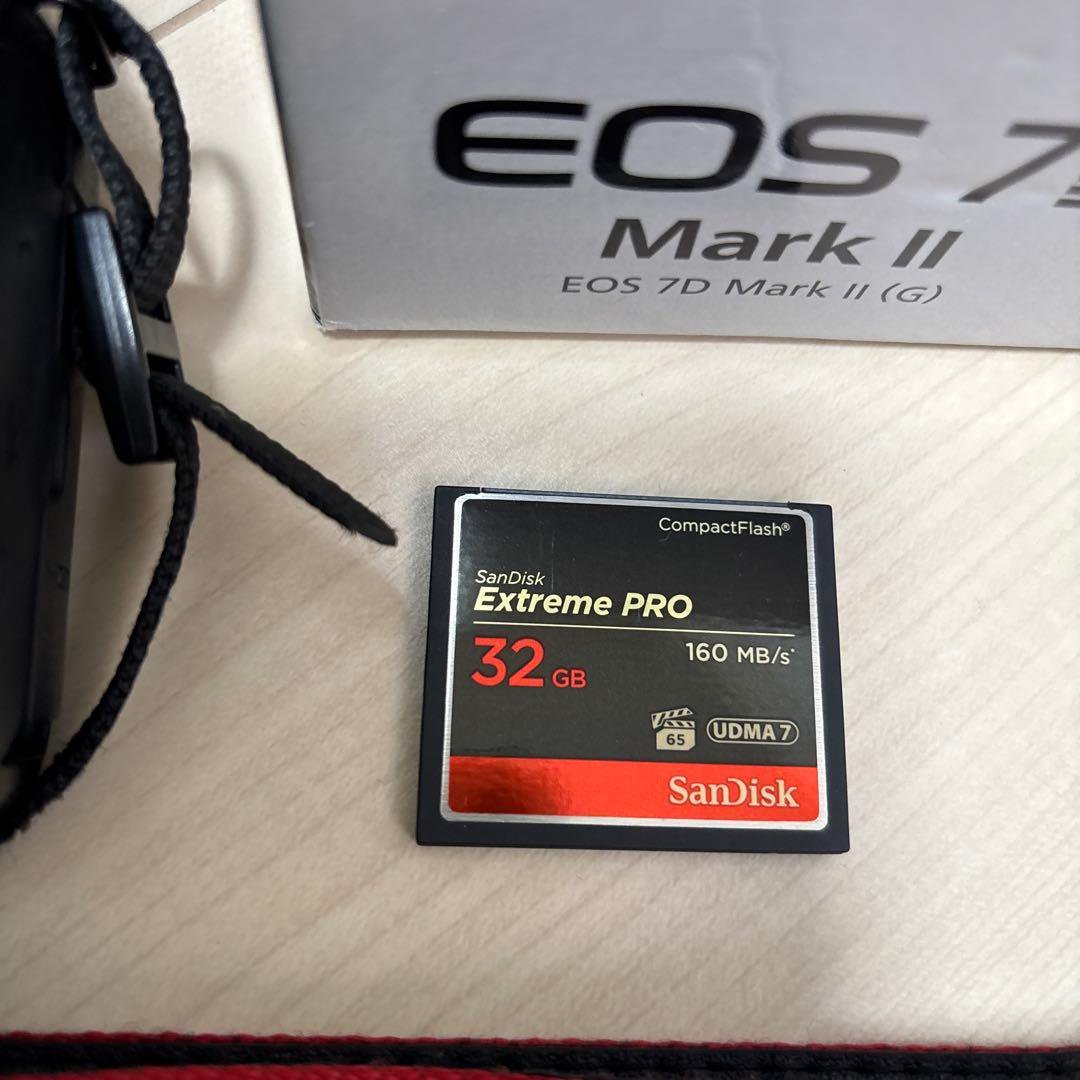 EOS 7
Mark II
EOS 7D Mark II (G)
CompactFlash®
SanDisk
Extreme PRO
32 GB
160 MB/s*
65
UDMA 7
SanDisk